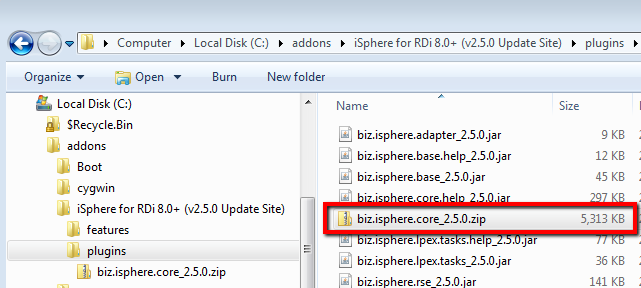 Computer Local Disk (C:) addons iSphere for RDi 8.0+ (v2.5.0 Update Site) plugins
Organize Open Burn New folder
Local Disk (C:)
$Recycle.Bin
addons
Boot
cygwin
iSphere for RDi 8.0+ (v2.5.0 Update Site)
features
plugins
biz.isphere.core_2.5.0.zip
Name Size
biz.isphere.adapter_2.5.0.jar 9 KB
biz.isphere.base.help_2.5.0.jar 12 KB
biz.isphere.base_2.5.0.jar 45 KB
biz.isphere.core.help_2.5.0.jar 297 KB
biz.isphere.core_2.5.0.zip 5,313 KB
biz.isphere.lpex.tasks.help_2.5.0.jar 77 KB
biz.isphere.lpex.tasks_2.5.0.jar 36 KB
biz.isphere.rse_2.5.0.jar 141 KB